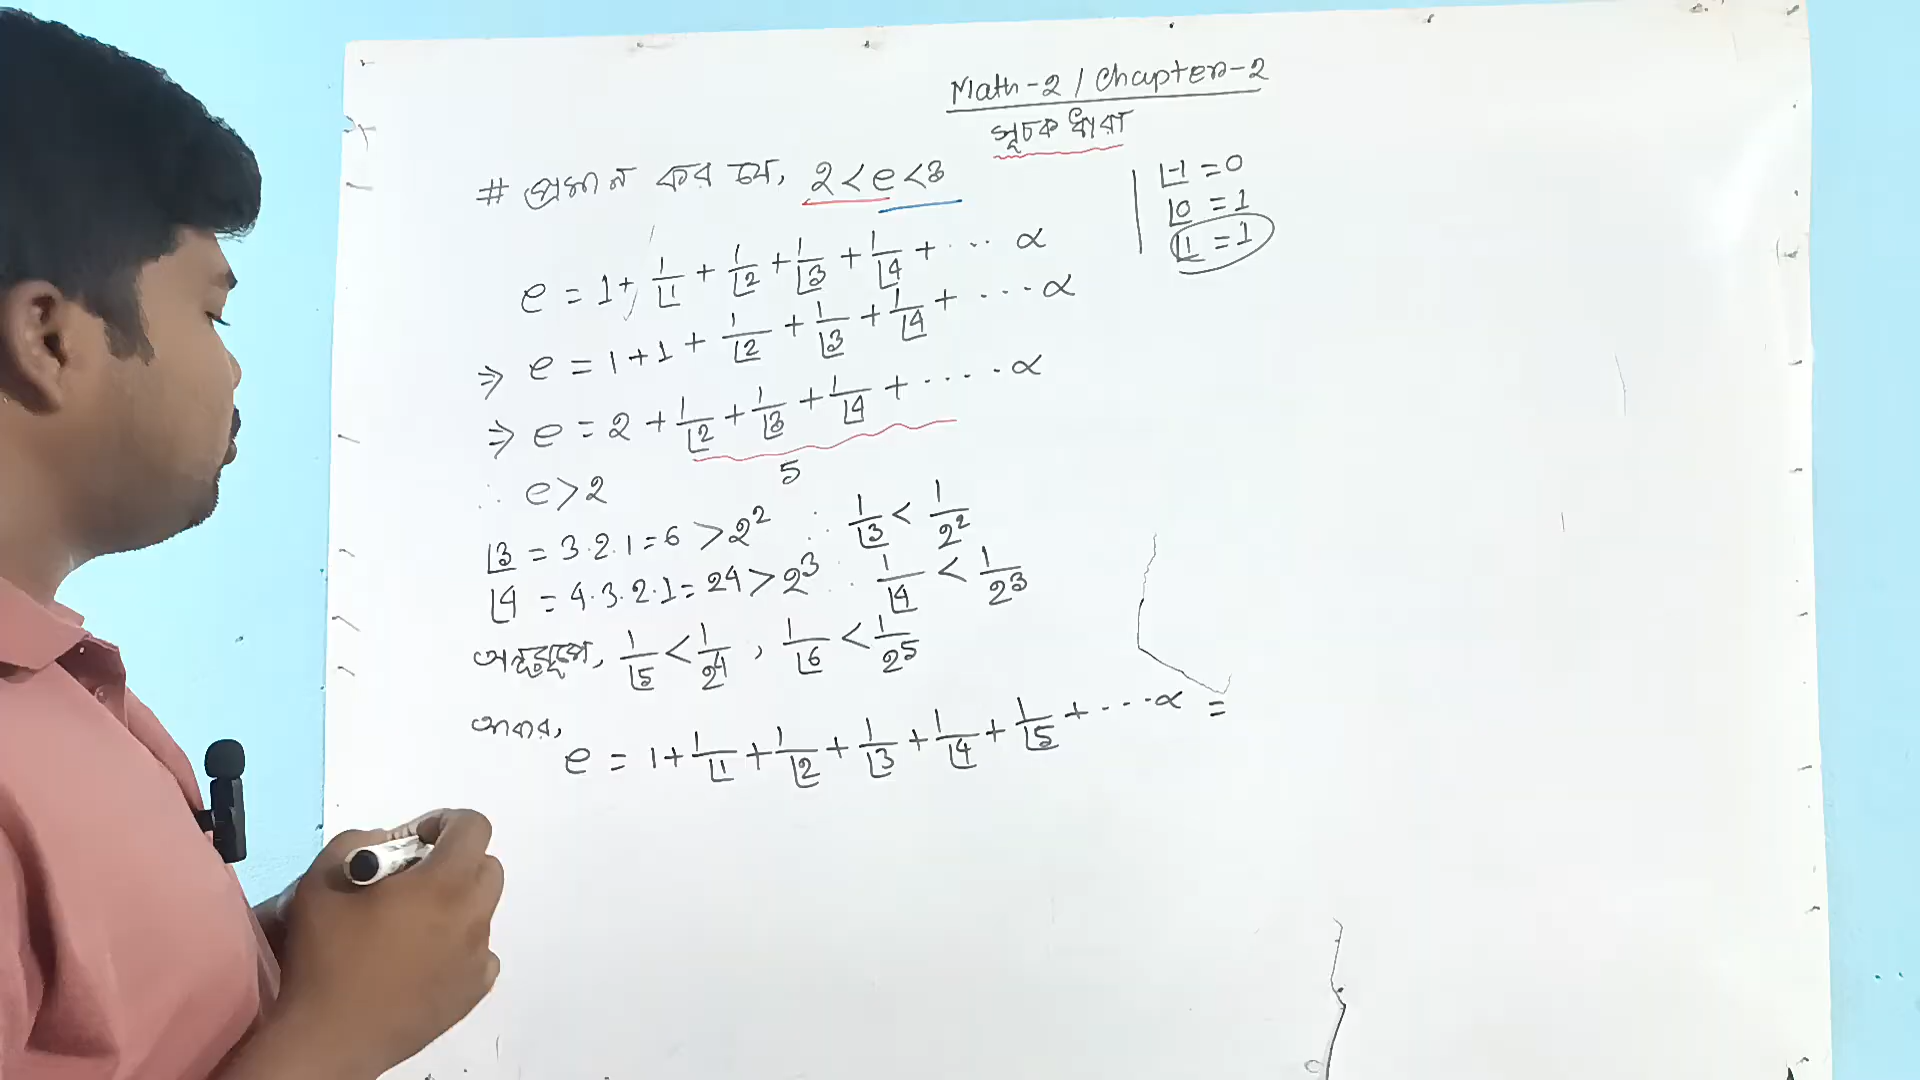 Math-2 / Chapter-2
সূচক ধারা
# প্রমান কর যে, 2 < e < 3
∟-1 = 0
∟0 = 1
∟1 = 1
e = 1 + 1/∟1 + 1/∟2 + 1/∟3 + 1/∟4 + ... ∝
⇒ e = 1 + 1 + 1/∟2 + 1/∟3 + 1/∟4 + ... ∝
⇒ e = 2 + 1/∟2 + 1/∟3 + 1/∟4 + .... ∝
5
∴ e > 2
∟3 = 3.2.1 = 6 > 2² ∴ 1/∟3 < 1/2²
∟4 = 4.3.2.1 = 24 > 2³ ∴ 1/∟4 < 1/2³
অনুরূপে, 1/∟5 < 1/2⁴ , 1/∟6 < 1/2⁵
আবার,
e = 1 + 1/∟1 + 1/∟2 + 1/∟3 + 1/∟4 + 1/∟5 + ... ∝ =